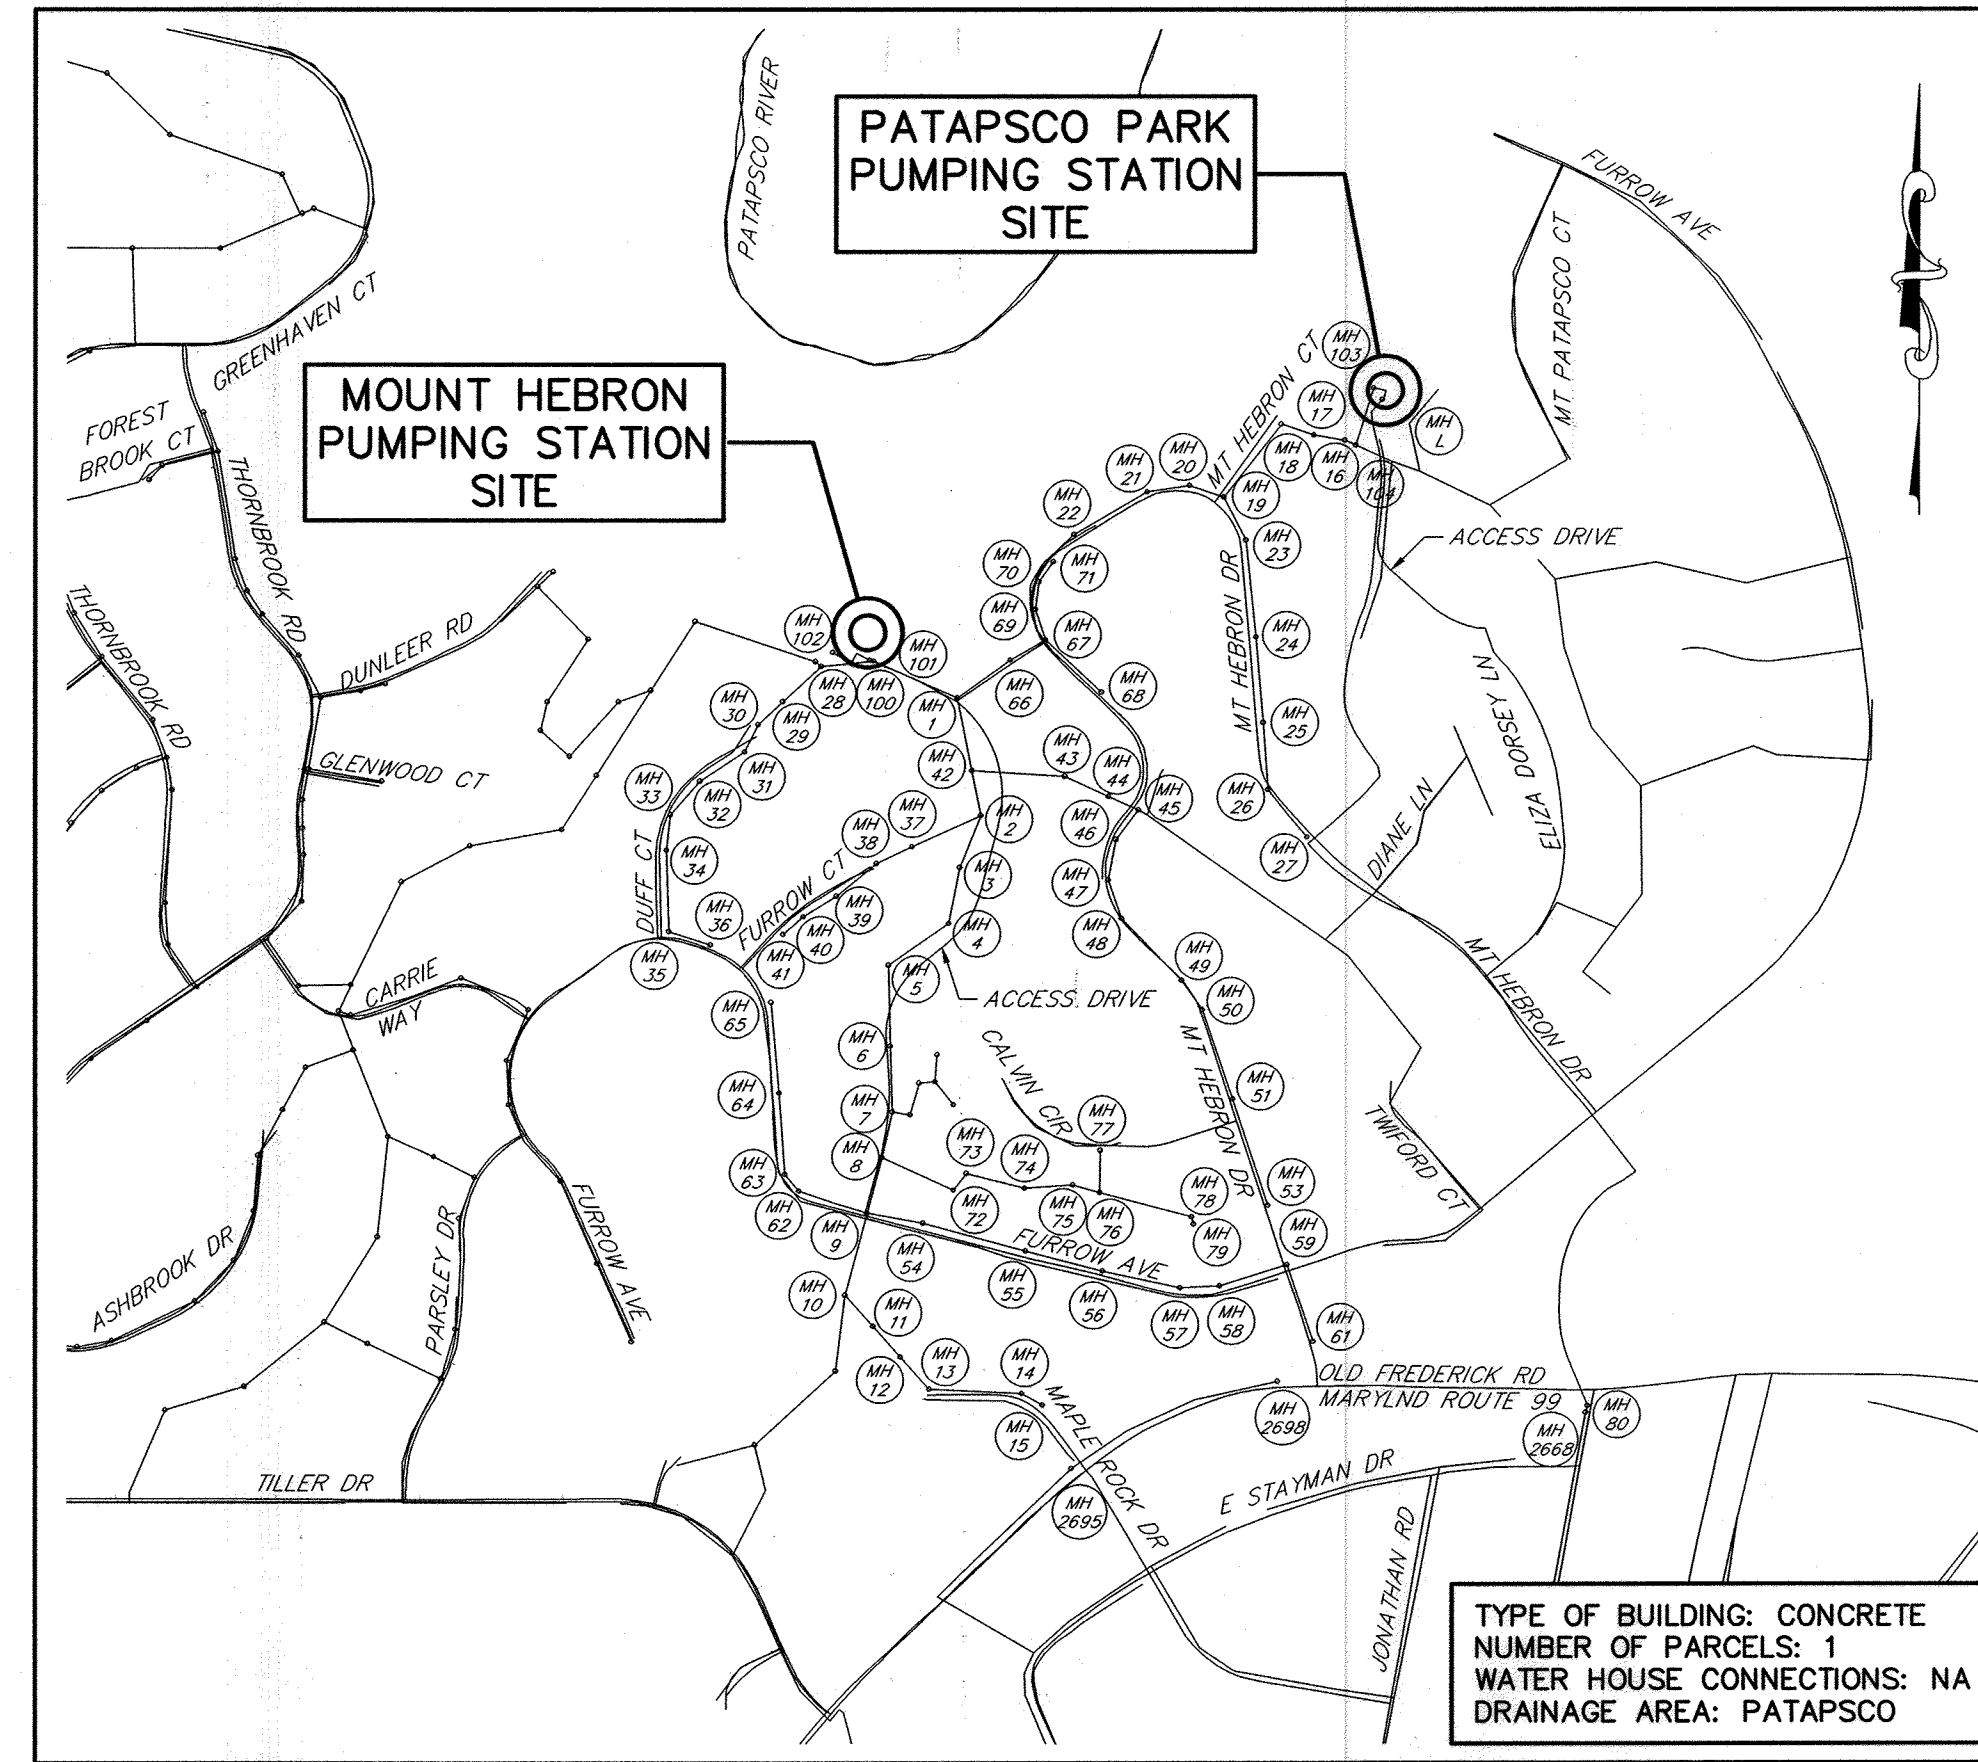 PATAPSCO RIVER
PATAPSCO PARK
PUMPING STATION
SITE
FURROW AVE
MT PATAPSCO CT
GREENHAVEN CT
MOUNT HEBRON
PUMPING STATION
SITE
MT HEBRON CT
MH
103
MH
17
MH
L
MH
18
MH
16
MH
104
MH
19
MH
20
MH
21
MH
22
MH
23
ACCESS DRIVE
FOREST
BROOK CT
THORNBROOK RD
THORNBROOK RD
DUNLEER RD
GLENWOOD CT
MH
70
MH
71
MH
69
MH
67
MH
102
MH
101
MH
28
MH
100
MH
1
MH
66
MH
68
MT HEBRON DR
MH
24
MH
25
MH
30
MH
29
MH
31
MH
33
MH
32
MH
42
MH
43
MH
44
MH
45
MH
46
MH
26
MH
27
DIANE LN
ELIZA DORSEY LN
MH
34
DUFF CT
MH
36
MH
35
FURROW CT
MH
38
MH
37
MH
2
MH
3
MH
39
MH
40
MH
41
MH
4
MH
5
ACCESS DRIVE
MH
47
MH
48
MH
49
MH
50
MT HEBRON DR
CARRIE
WAY
MH
65
MH
6
CALVIN CIR
MT HEBRON DR
MH
51
MH
64
MH
7
MH
77
TWIFORD CT
MH
8
MH
73
MH
74
MH
63
MH
62
MH
9
MH
72
MH
75
MH
76
MH
78
MH
79
MH
53
MH
59
MH
54
FURROW AVE
MH
55
MH
56
MH
57
MH
58
MH
61
ASHBROOK DR
PARSLEY DR
FURROW AVE
MH
10
MH
11
MH
12
MH
13
MH
14
MH
15
MAPLE ROCK DR
OLD FREDERICK RD
MARYLND ROUTE 99
MH
2698
MH
2668
MH
80
TILLER DR
MH
2695
E STAYMAN DR
JONATHAN RD
TYPE OF BUILDING: CONCRETE
NUMBER OF PARCELS: 1
WATER HOUSE CONNECTIONS: NA
DRAINAGE AREA: PATAPSCO